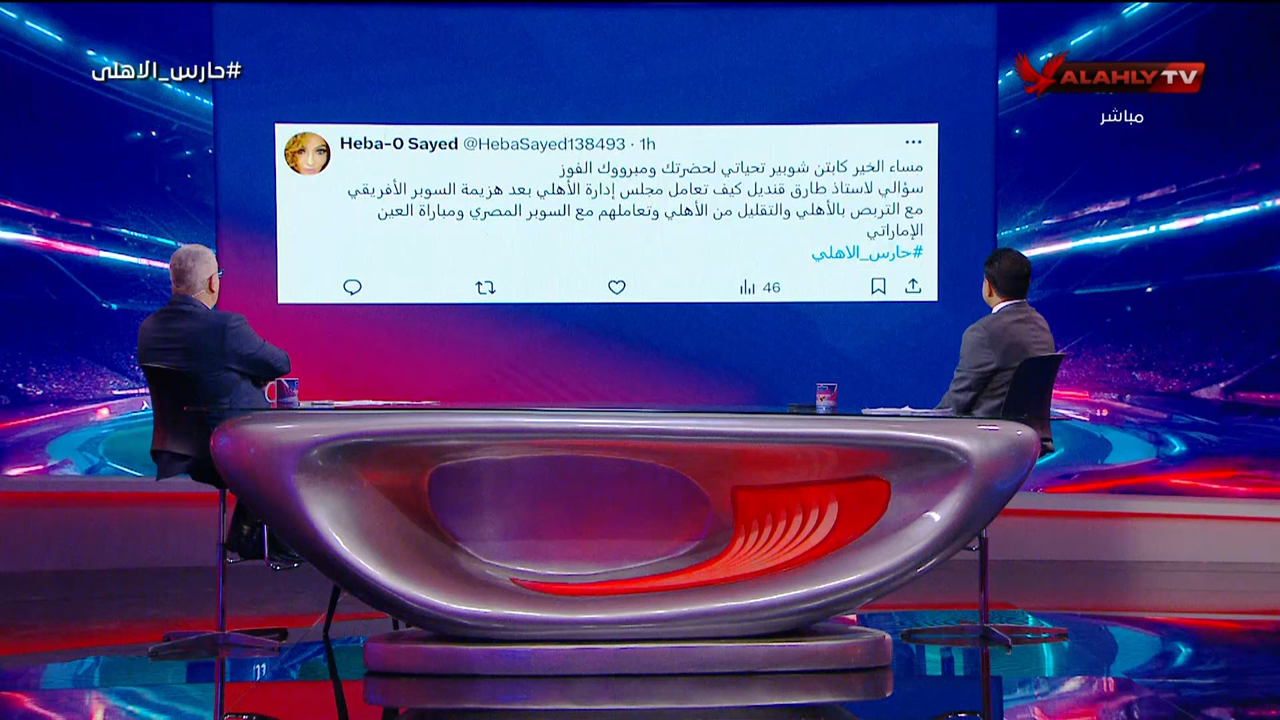 #حارس_الاهلى
ALAHLY TV
مباشر
Heba-O Sayed @HebaSayed138493 · 1h
مساء الخير كابتن شوبير تحياتي لحضرتك ومبرووك الفوز
سؤالي لاستاذ طارق قنديل كيف تعامل مجلس إدارة الأهلي بعد هزيمة السوبر الأفريقي
مع التربص بالأهلي والتقليل من الأهلي وتعاملهم مع السوبر المصري ومباراة العين
الإماراتي
#حارس_الاهلي
46